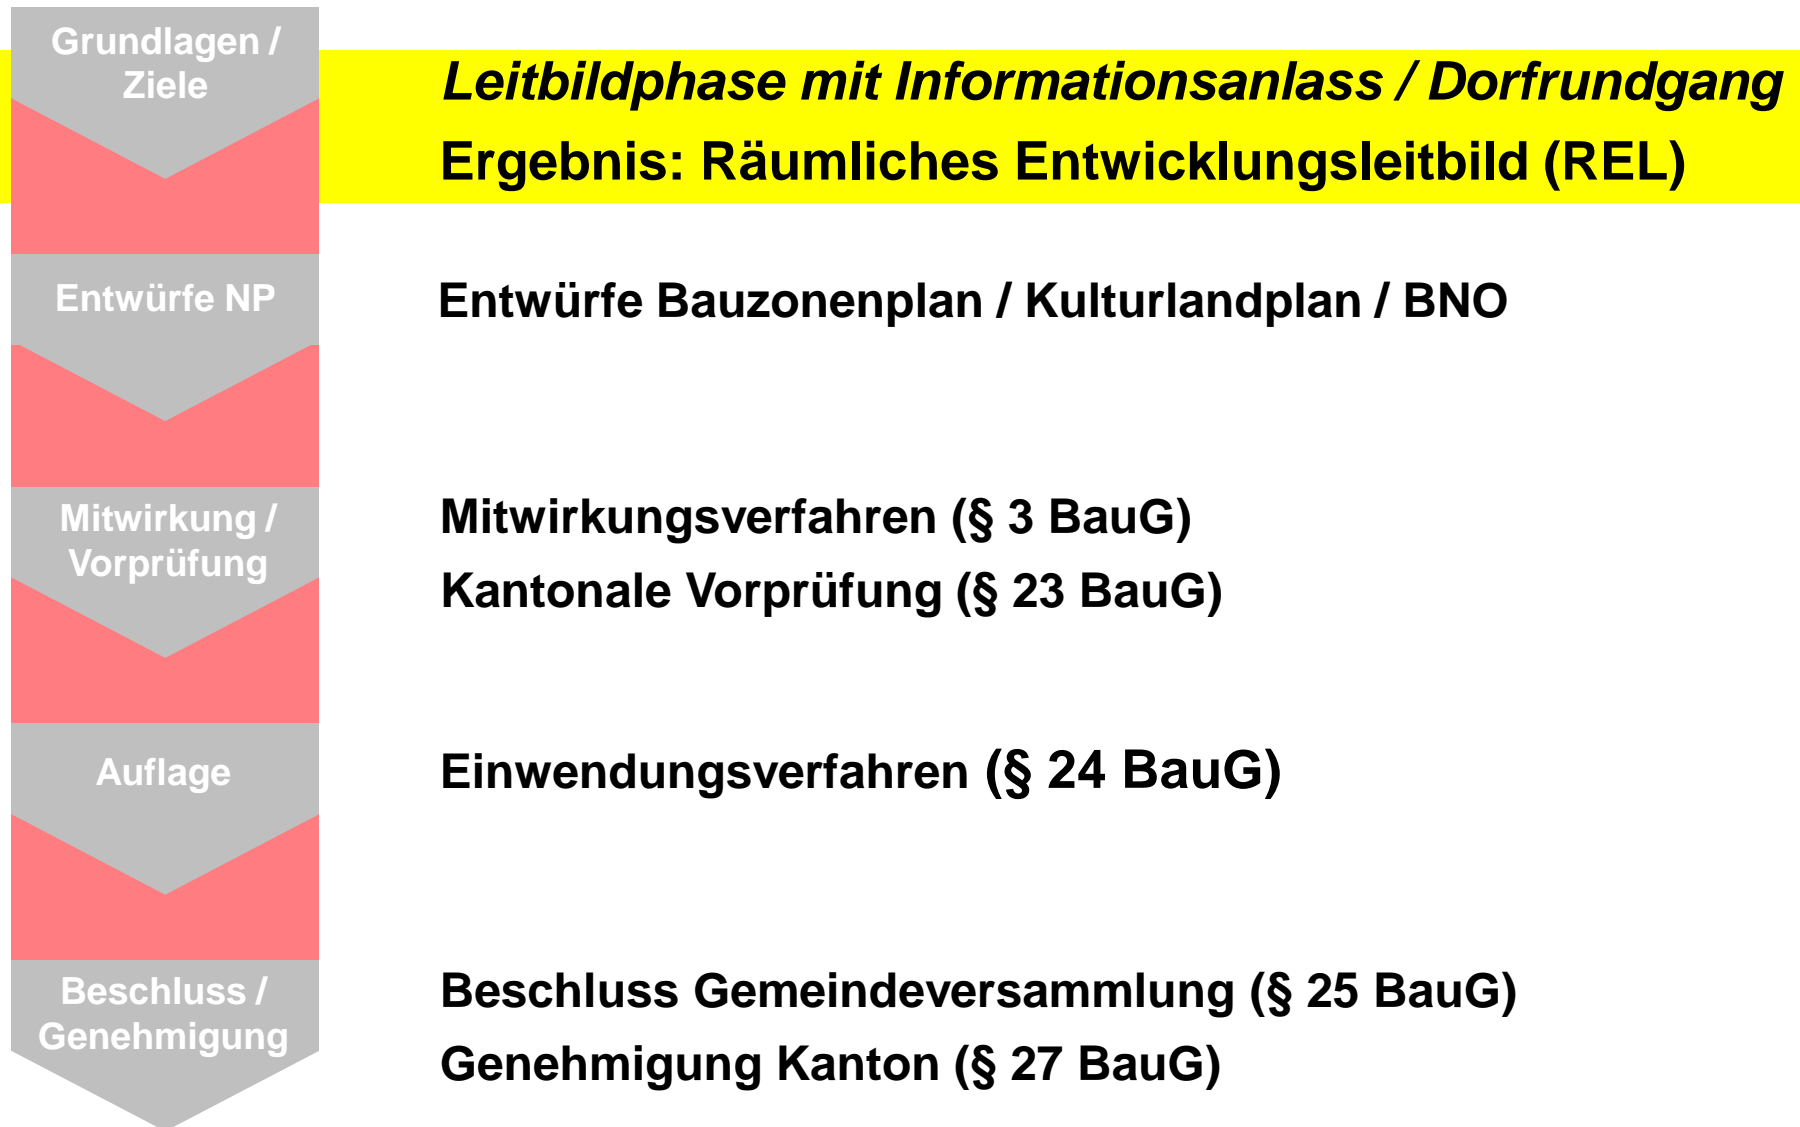 Grundlagen /
Ziele
Leitbildphase mit Informationsanlass / Dorfrundgang
Ergebnis: Räumliches Entwicklungsleitbild (REL)
Entwürfe NP
Entwürfe Bauzonenplan / Kulturlandplan / BNO
Mitwirkung /
Vorprüfung
Mitwirkungsverfahren (§ 3 BauG)
Kantonale Vorprüfung (§ 23 BauG)
Auflage
Einwendungsverfahren (§ 24 BauG)
Beschluss /
Genehmigung
Beschluss Gemeindeversammlung (§ 25 BauG)
Genehmigung Kanton (§ 27 BauG)